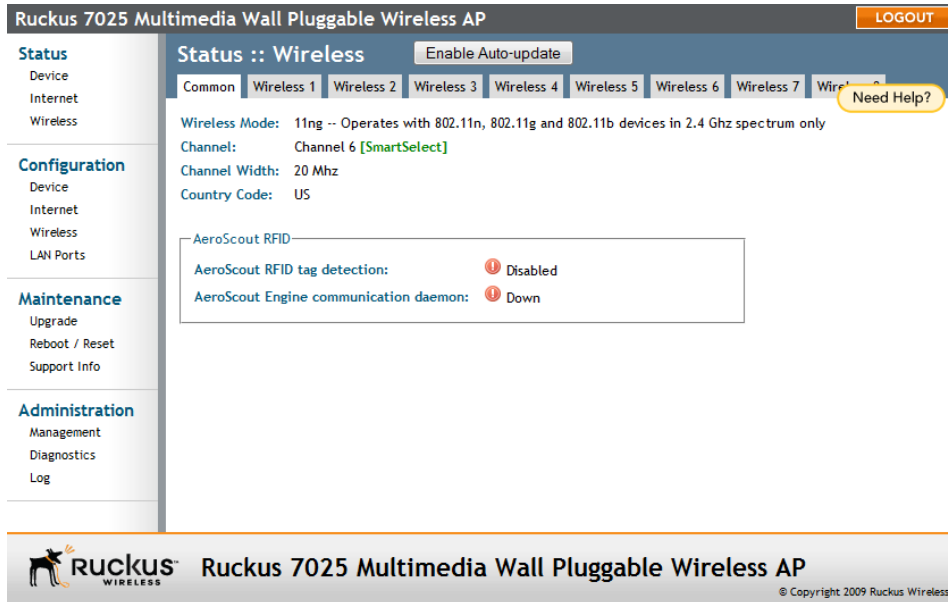 Ruckus 7025 Multimedia Wall Pluggable Wireless AP
LOGOUT
Status
Device
Internet
Wireless
Configuration
Device
Internet
Wireless
LAN Ports
Maintenance
Upgrade
Reboot / Reset
Support Info
Administration
Management
Diagnostics
Log
Status :: Wireless
Enable Auto-update
Common Wireless 1 Wireless 2 Wireless 3 Wireless 4 Wireless 5 Wireless 6 Wireless 7
Need Help?
Wireless Mode: 11ng -- Operates with 802.11n, 802.11g and 802.11b devices in 2.4 Ghz spectrum only
Channel: Channel 6 [SmartSelect]
Channel Width: 20 Mhz
Country Code: US
AeroScout RFID
AeroScout RFID tag detection: Disabled
AeroScout Engine communication daemon: Down
Ruckus™
WIRELESS
Ruckus 7025 Multimedia Wall Pluggable Wireless AP
© Copyright 2009 Ruckus Wireless